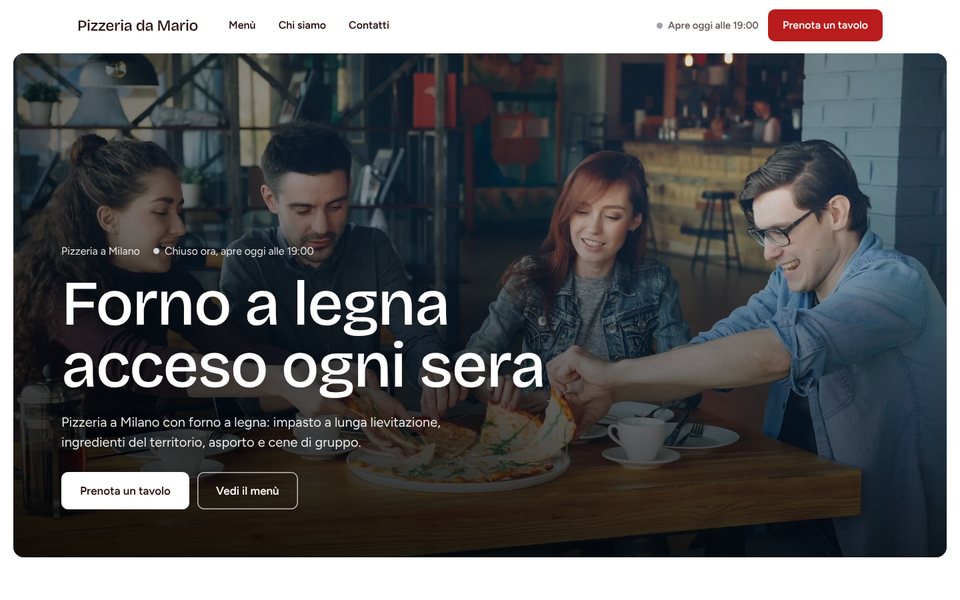 Pizzeria da Mario
Menù
Chi siamo
Contatti
Apre oggi alle 19:00
Prenota un tavolo
Pizzeria a Milano
Chiuso ora, apre oggi alle 19:00
Forno a legna
acceso ogni sera
Pizzeria a Milano con forno a legna: impasto a lunga lievitazione,
ingredienti del territorio, asporto e cene di gruppo.
Prenota un tavolo
Vedi il menù